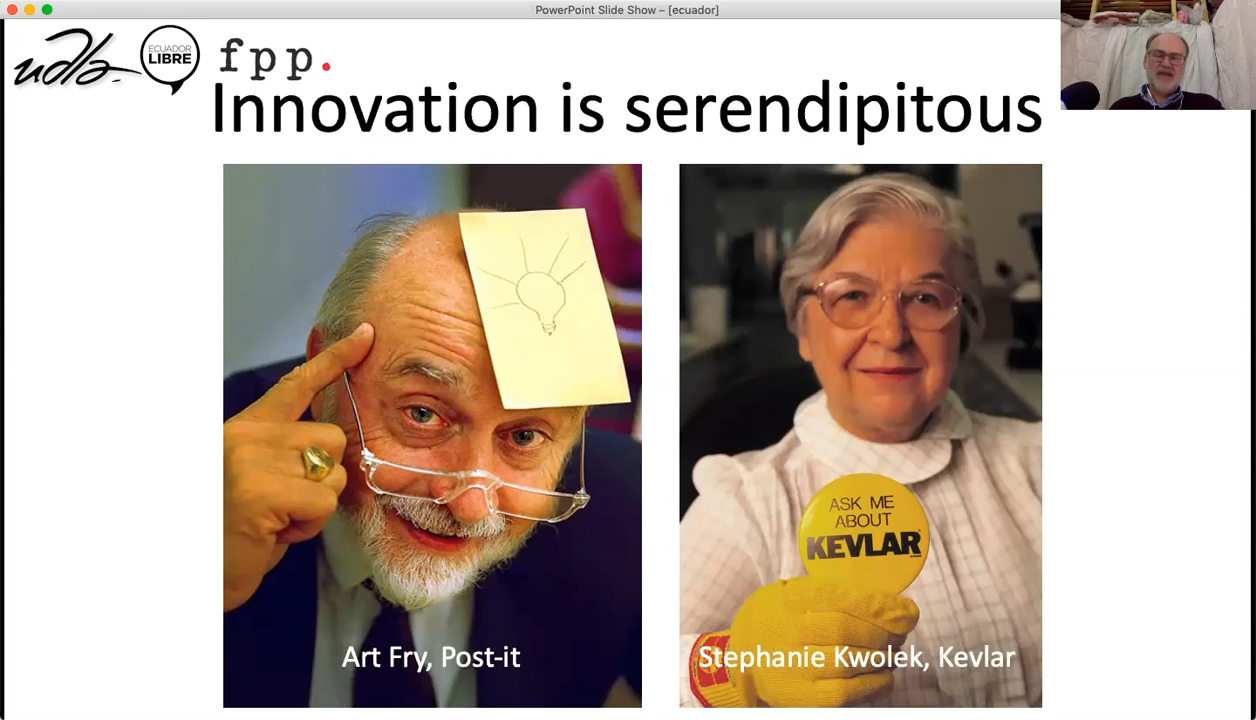 PowerPoint Slide Show – [ecuador]
udla
ECUADOR
LIBRE
fpp.
Innovation is serendipitous
ASK ME
ABOUT
KEVLAR
Art Fry, Post-it
Stephanie Kwolek, Kevlar